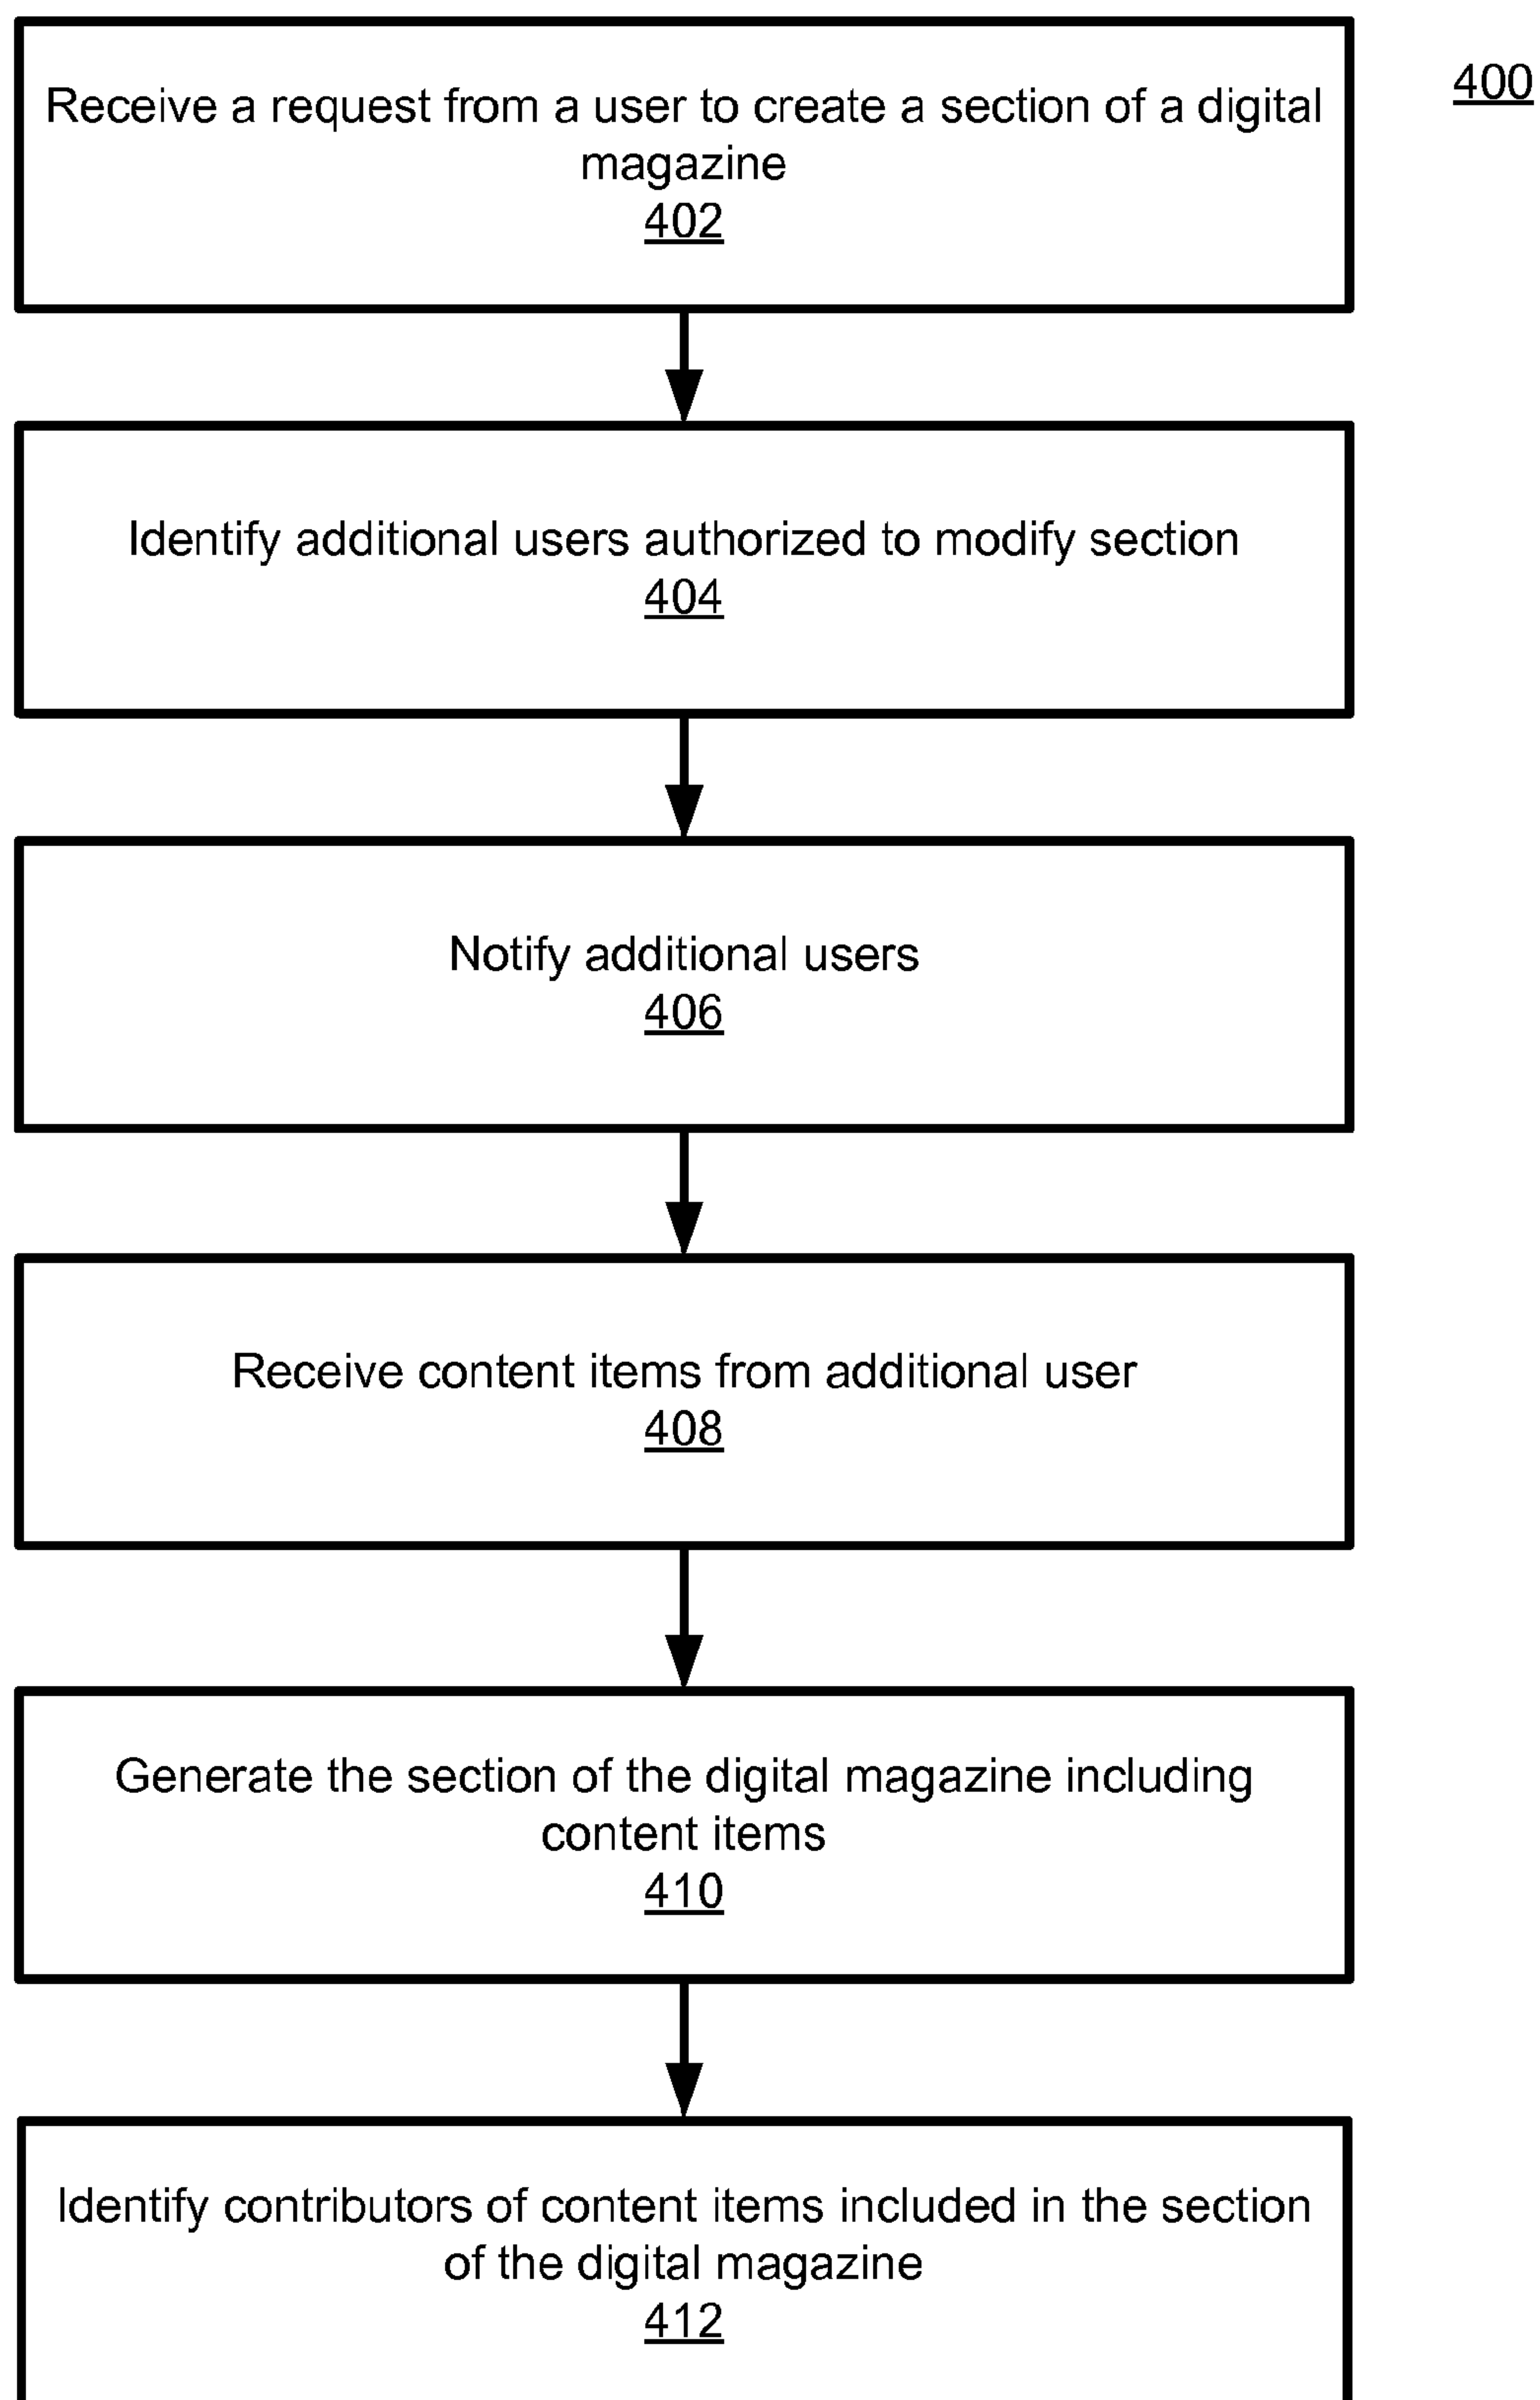 400
Receive a request from a user to create a section of a digital
magazine
402
Identify additional users authorized to modify section
404
Notify additional users
406
Receive content items from additional user
408
Generate the section of the digital magazine including
content items
410
Identify contributors of content items included in the section
of the digital magazine
412